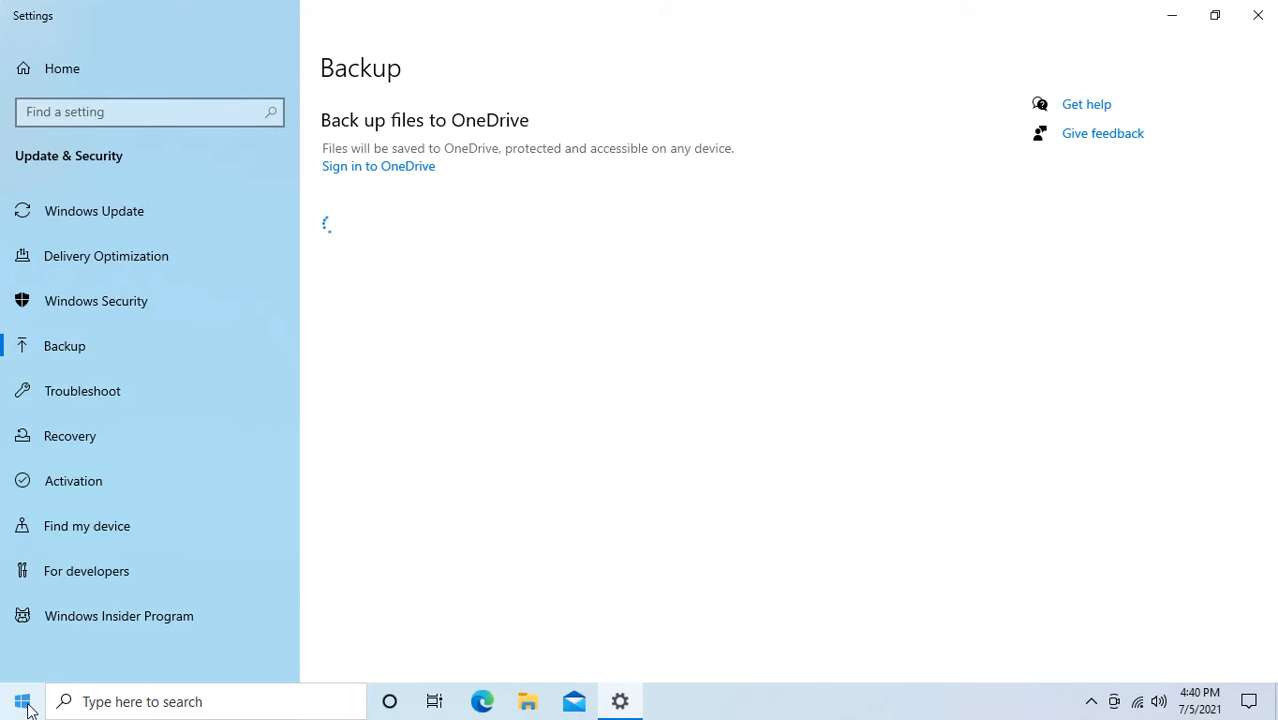 Settings
Home
Find a setting
Update & Security
Windows Update
Delivery Optimization
Windows Security
Backup
Troubleshoot
Recovery
Activation
Find my device
For developers
Windows Insider Program
Backup
Back up files to OneDrive
Files will be saved to OneDrive, protected and accessible on any device.
Sign in to OneDrive
Get help
Give feedback
Type here to search
4:40 PM
7/5/2021